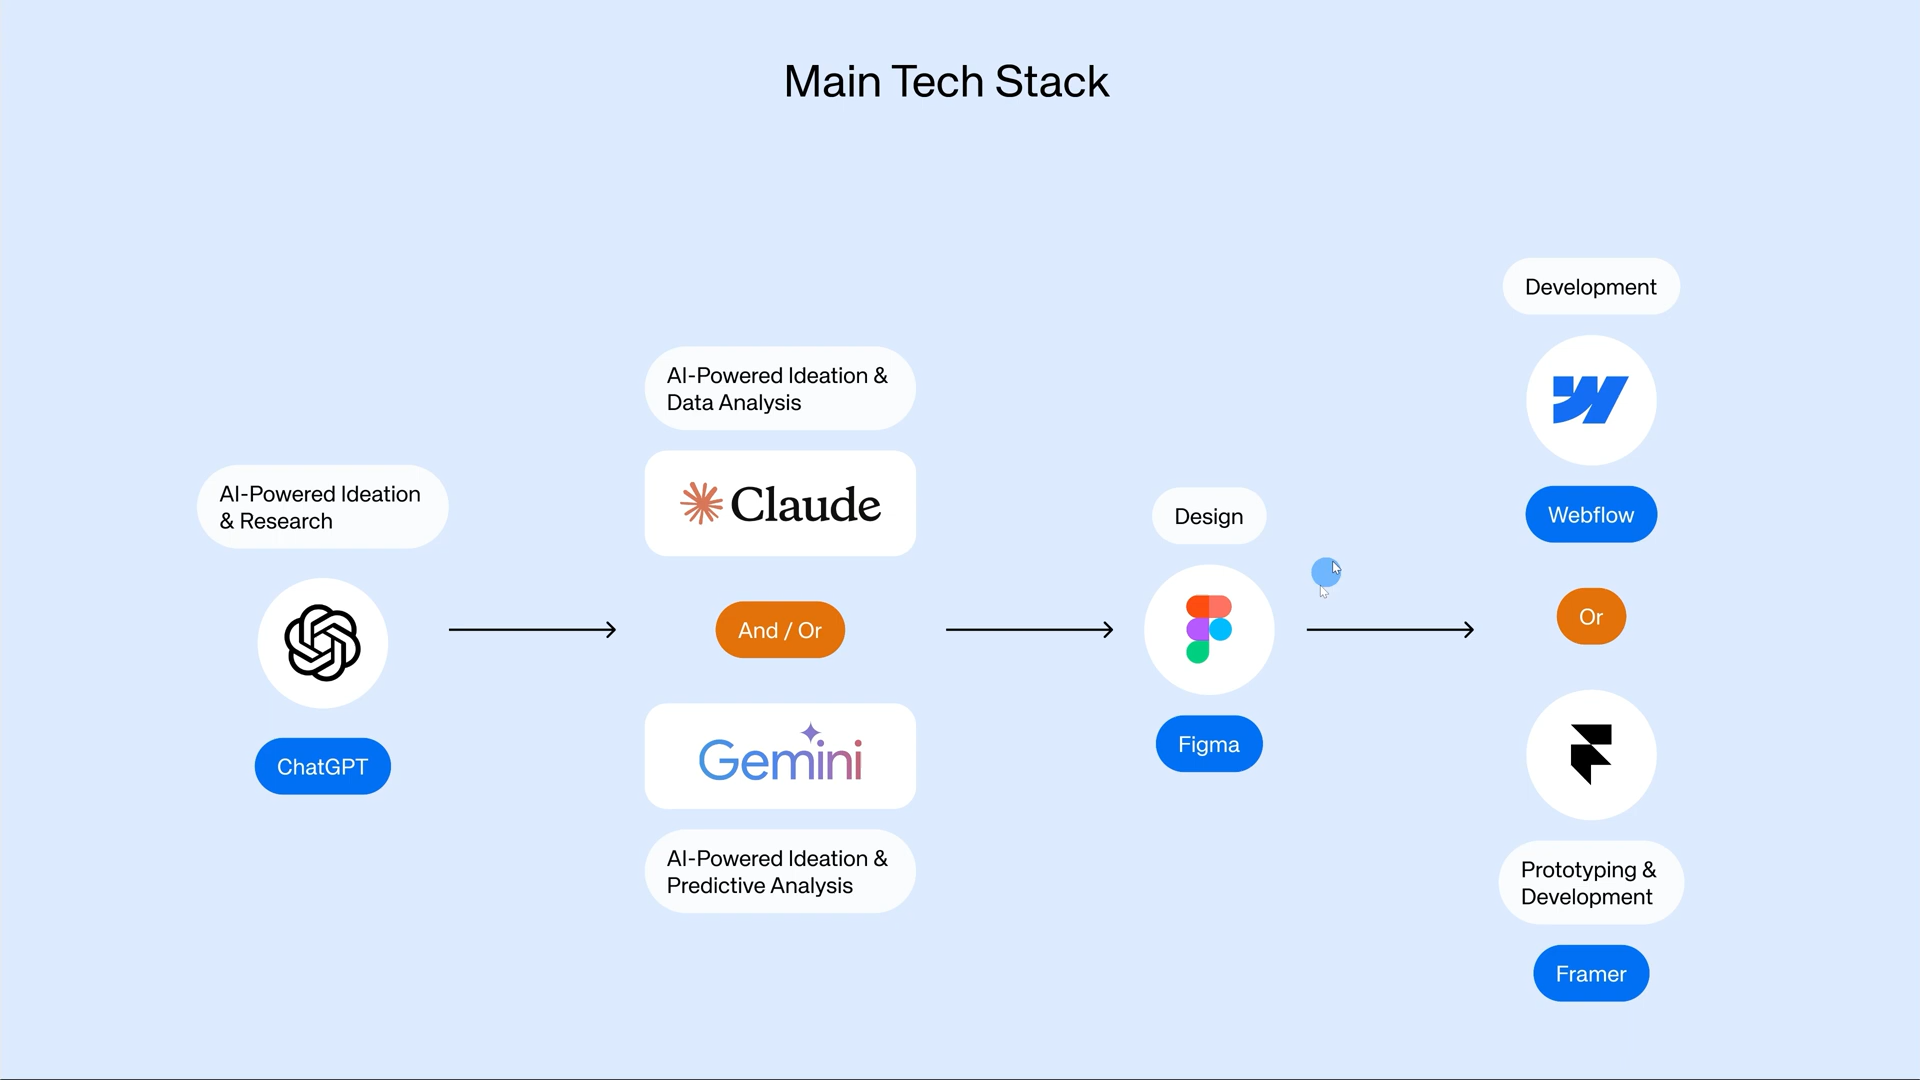 Main Tech Stack
AI-Powered Ideation
& Research
ChatGPT
AI-Powered Ideation &
Data Analysis
Claude
And / Or
Gemini
AI-Powered Ideation &
Predictive Analysis
Design
Figma
Development
Webflow
Or
Prototyping &
Development
Framer